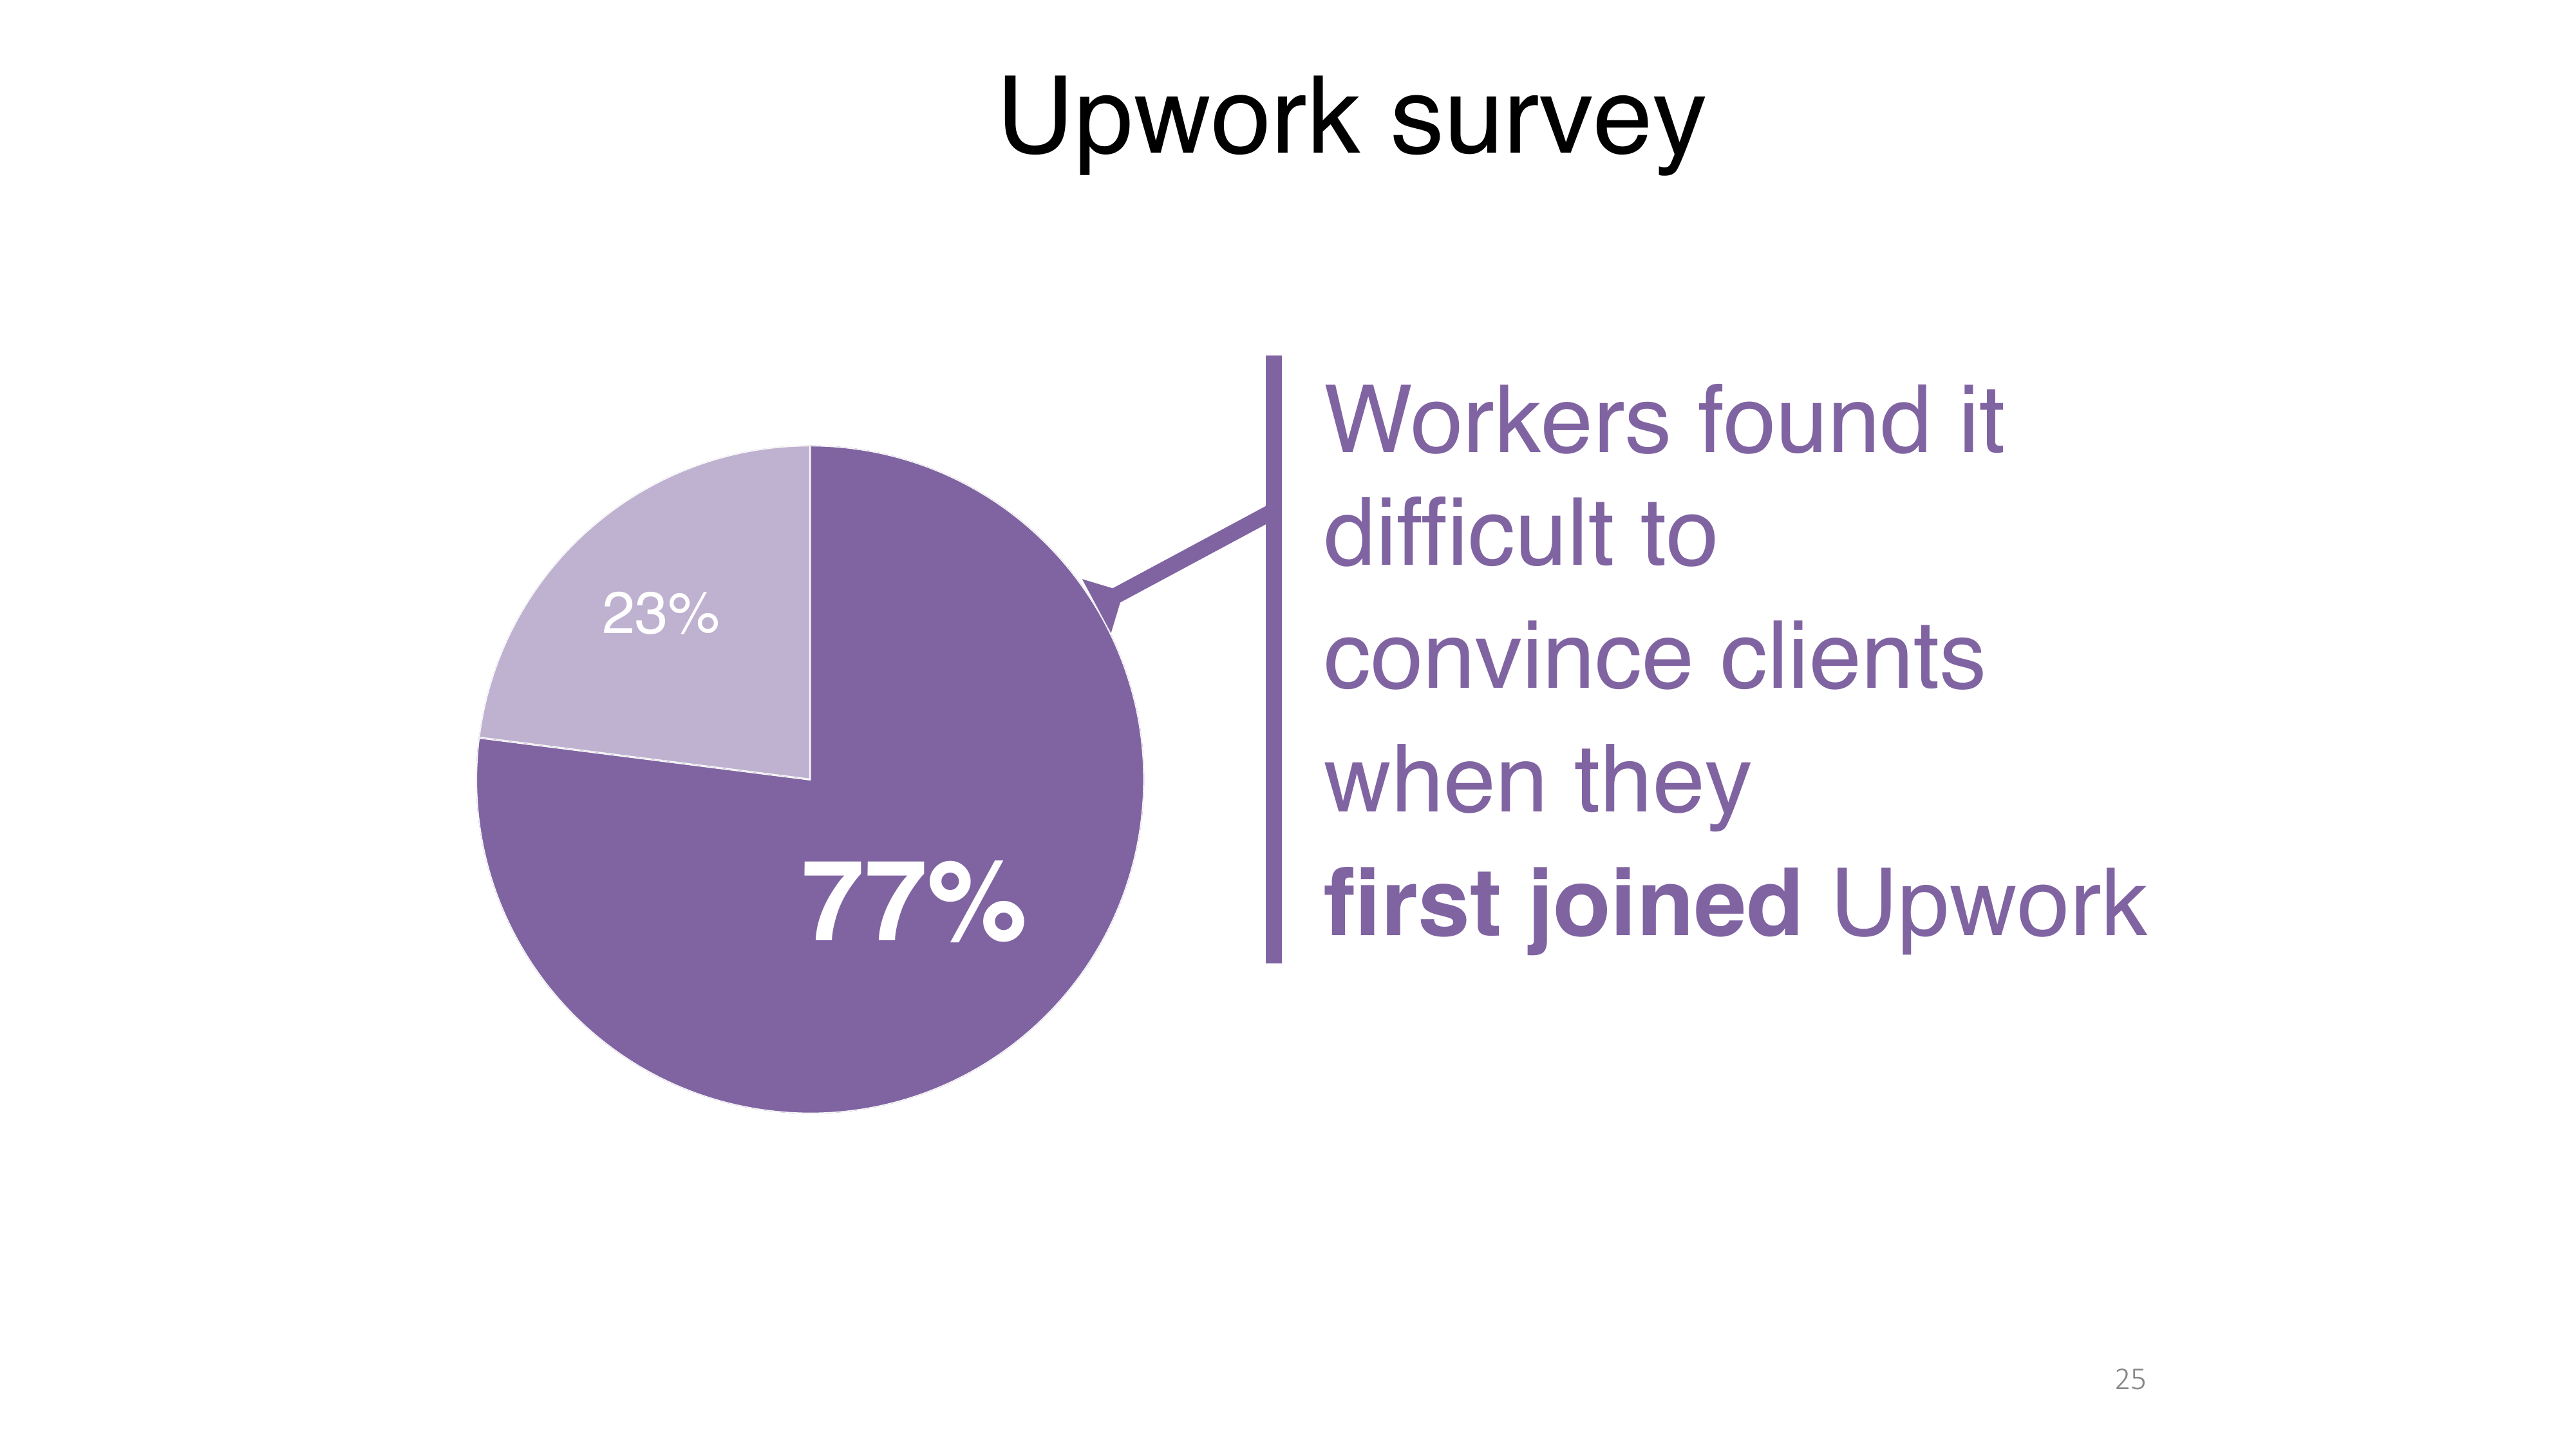 Upwork survey
Workers found it
difficult to
convince clients
when they
first joined Upwork
23%
77%
25